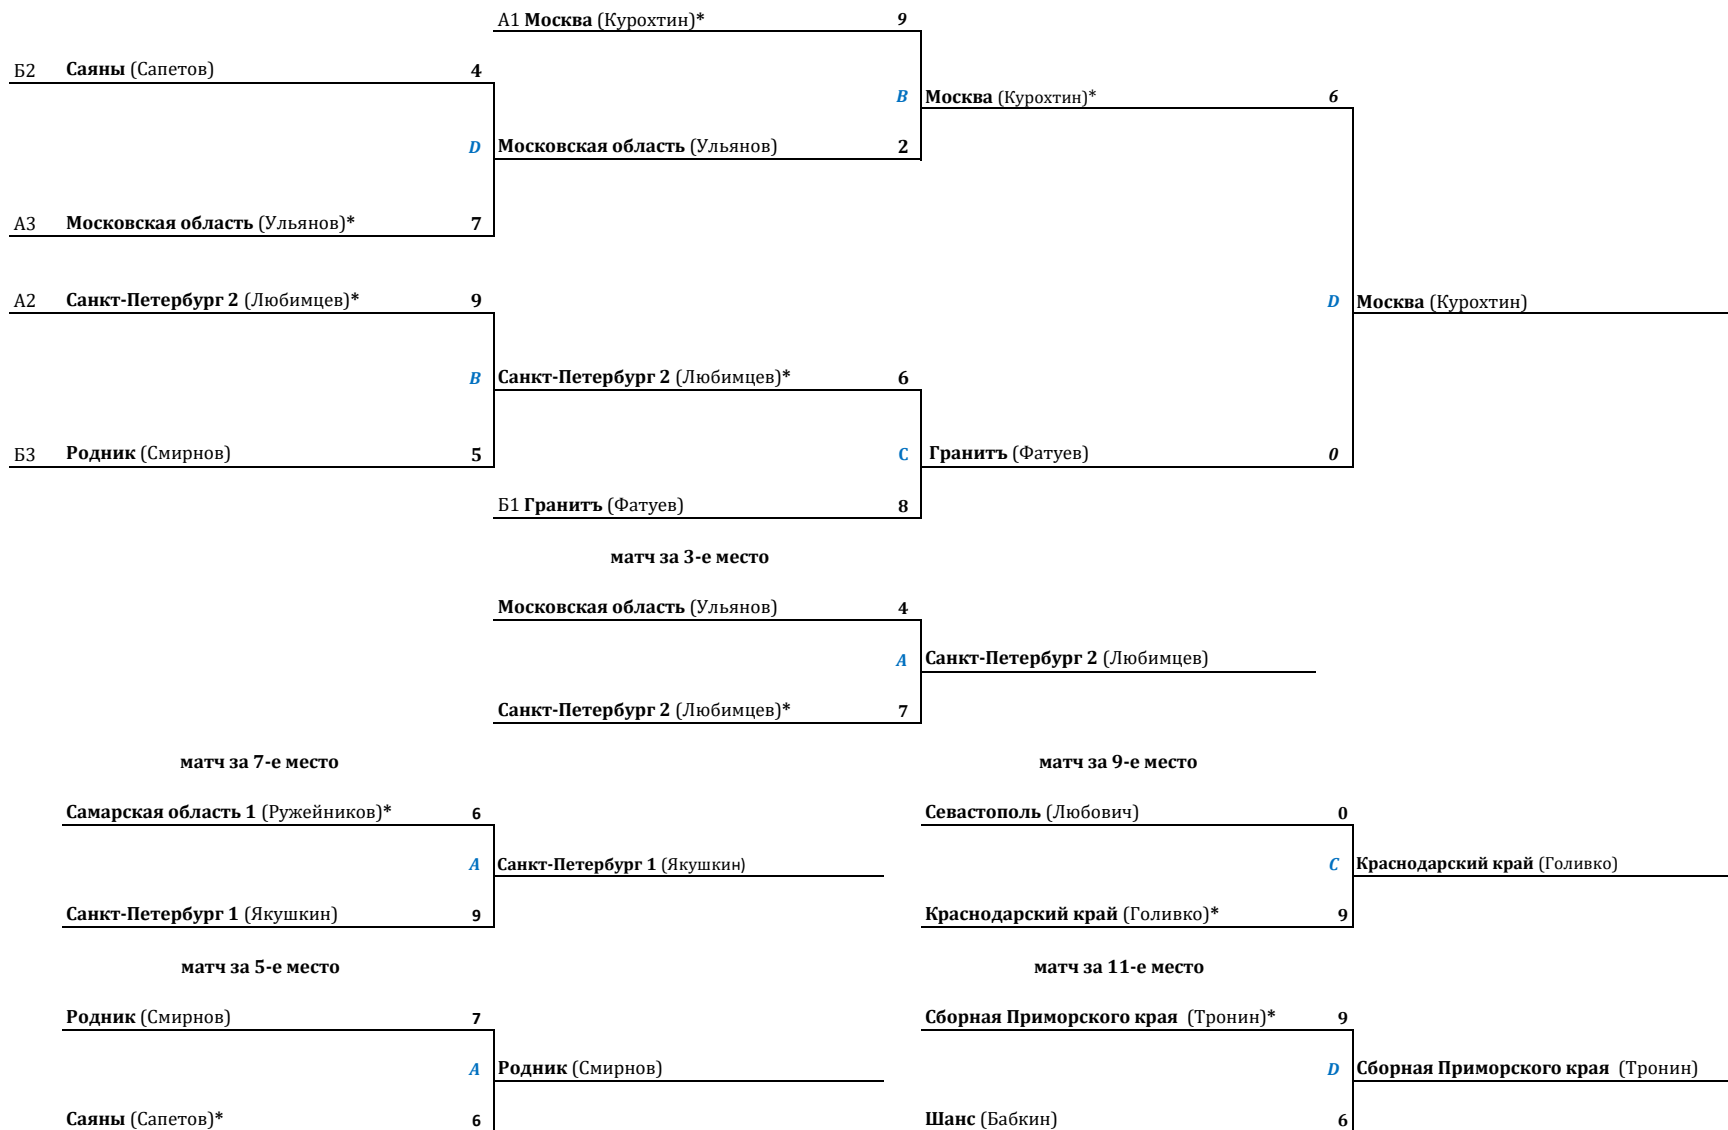 А1 Москва (Курохтин)* 9
Б2 Саяны (Сапетов) 4
B Москва (Курохтин)* 6
D Московская область (Ульянов) 2
А3 Московская область (Ульянов)* 7
А2 Санкт-Петербург 2 (Любимцев)* 9
D Москва (Курохтин)
B Санкт-Петербург 2 (Любимцев)* 6
Б3 Родник (Смирнов) 5
C Гранитъ (Фатуев) 0
Б1 Гранитъ (Фатуев) 8
матч за 3-е место
Московская область (Ульянов) 4
A Санкт-Петербург 2 (Любимцев)
Санкт-Петербург 2 (Любимцев)* 7
матч за 7-е место
матч за 9-е место
Самарская область 1 (Ружейников)* 6
Севастополь (Любович) 0
A Санкт-Петербург 1 (Якушкин)
C Краснодарский край (Голивко)
Санкт-Петербург 1 (Якушкин) 9
Краснодарский край (Голивко)* 9
матч за 5-е место
матч за 11-е место
Родник (Смирнов) 7
Сборная Приморского края (Тронин)* 9
A Родник (Смирнов)
D Сборная Приморского края (Тронин)
Саяны (Сапетов)* 6
Шанс (Бабкин) 6